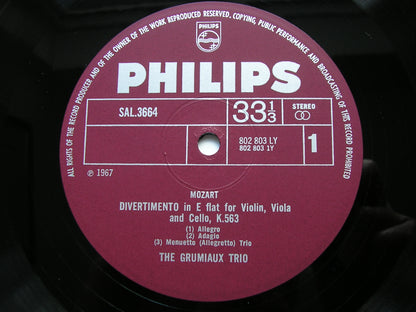 ALL RIGHTS OF THE RECORD PRODUCER AND OF THE OWNER OF THE WORK REPRODUCED RESERVED. COPYING, PUBLIC PERFORMANCE AND BROADCASTING OF THIS RECORD PROHIBITED
PHILIPS
PHILIPS
SAL.3664
33 1/3
STEREO
802 803 LY
802 803 1Y
1
℗ 1967
MOZART
DIVERTIMENTO in E flat for Violin, Viola
and Cello, K.563
(1) Allegro
(2) Adagio
(3) Menuetto (Allegretto) Trio
THE GRUMIAUX TRIO